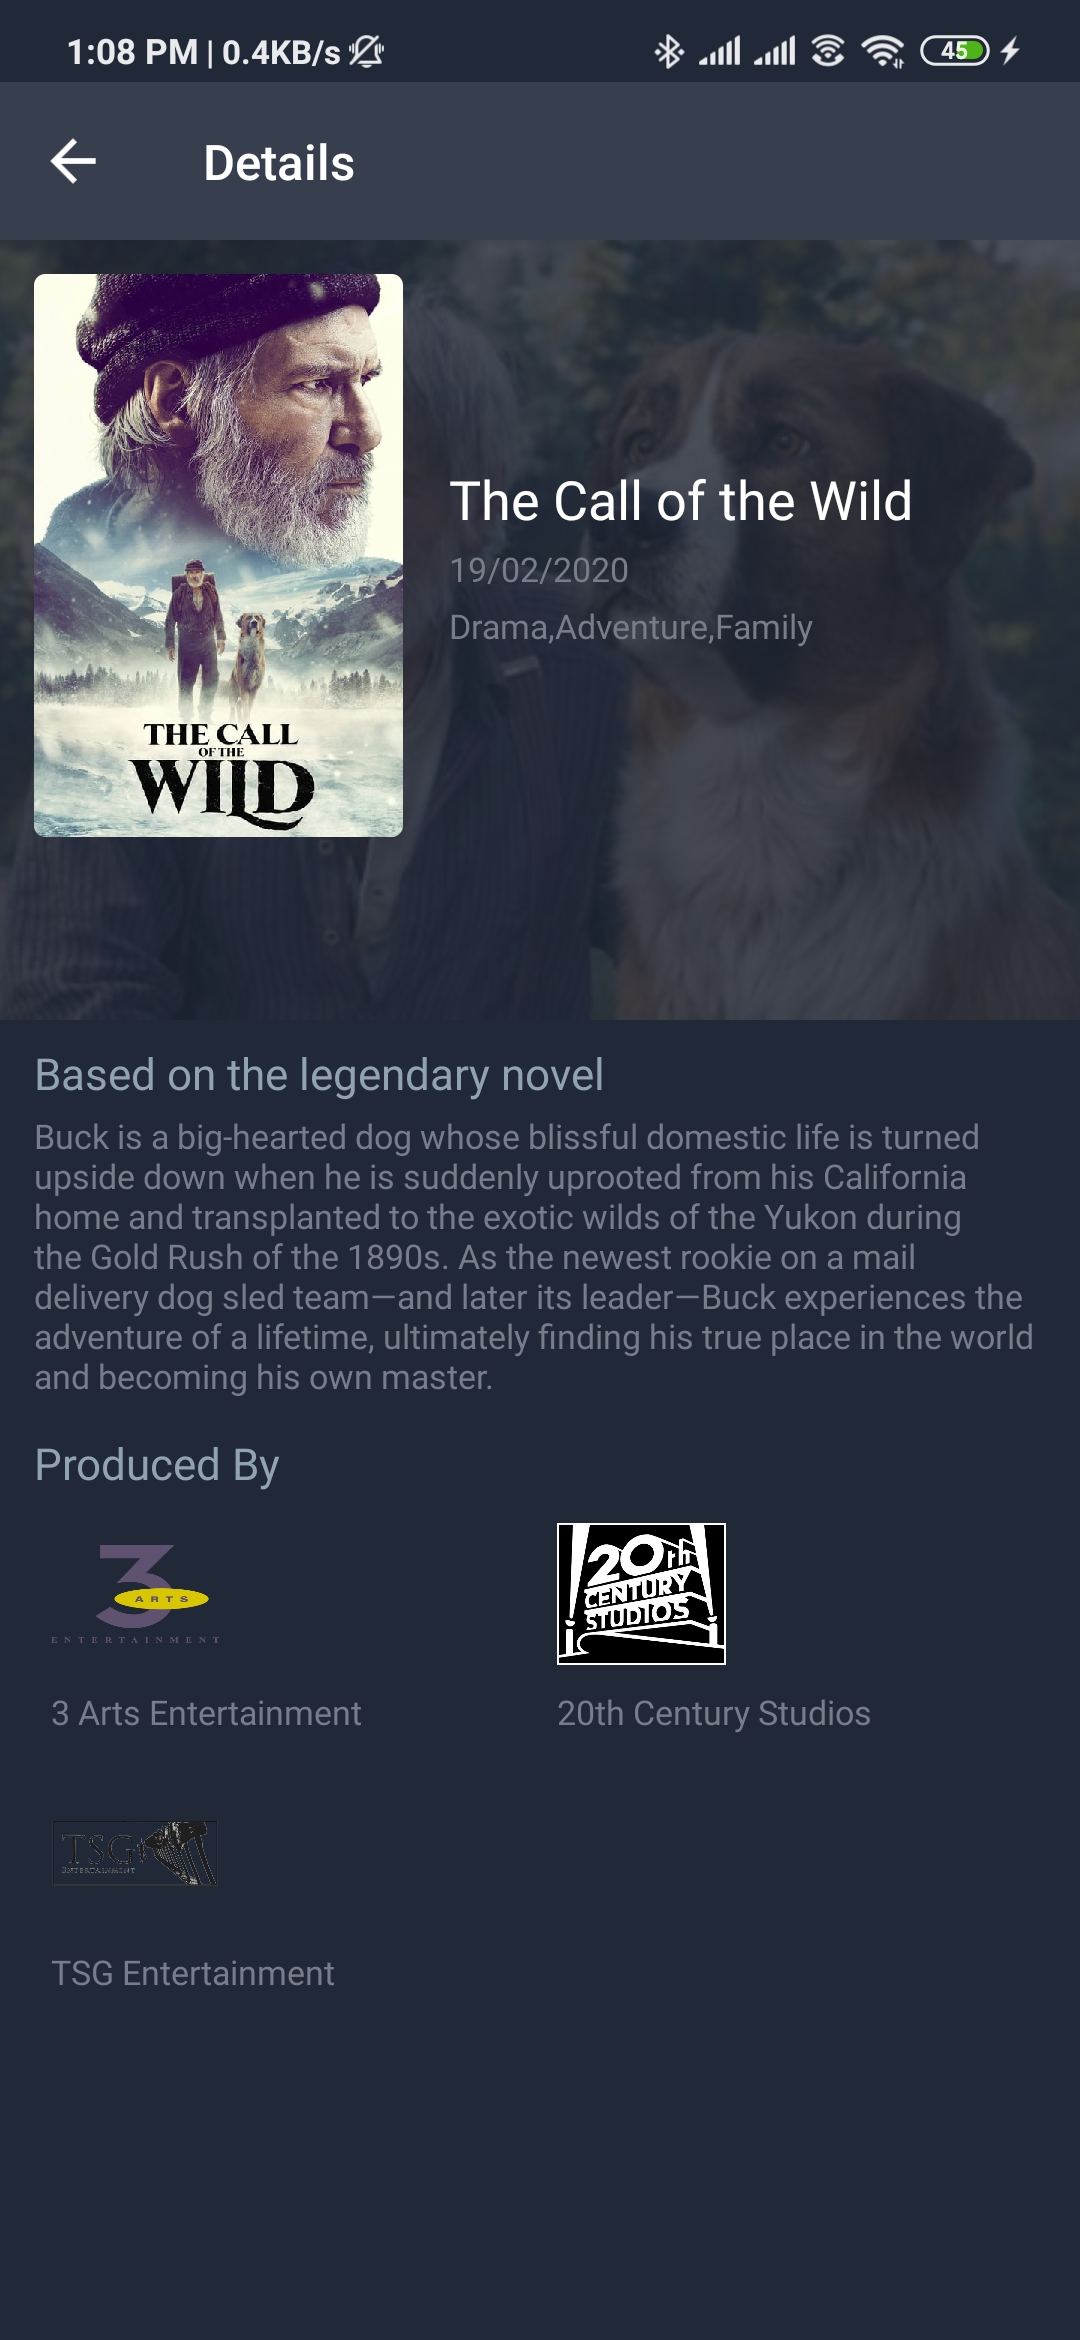 1:08 PM | 0.4KB/s
45
Details
The Call of the Wild
19/02/2020
Drama,Adventure,Family
THE CALL
OF THE
WILD
Based on the legendary novel
Buck is a big-hearted dog whose blissful domestic life is turned
upside down when he is suddenly uprooted from his California
home and transplanted to the exotic wilds of the Yukon during
the Gold Rush of the 1890s. As the newest rookie on a mail
delivery dog sled team—and later its leader—Buck experiences the
adventure of a lifetime, ultimately finding his true place in the world
and becoming his own master.
Produced By
3
ARTS
ENTERTAINMENT
20th
CENTURY
STUDIOS
3 Arts Entertainment
20th Century Studios
TSG
ENTERTAINMENT
TSG Entertainment